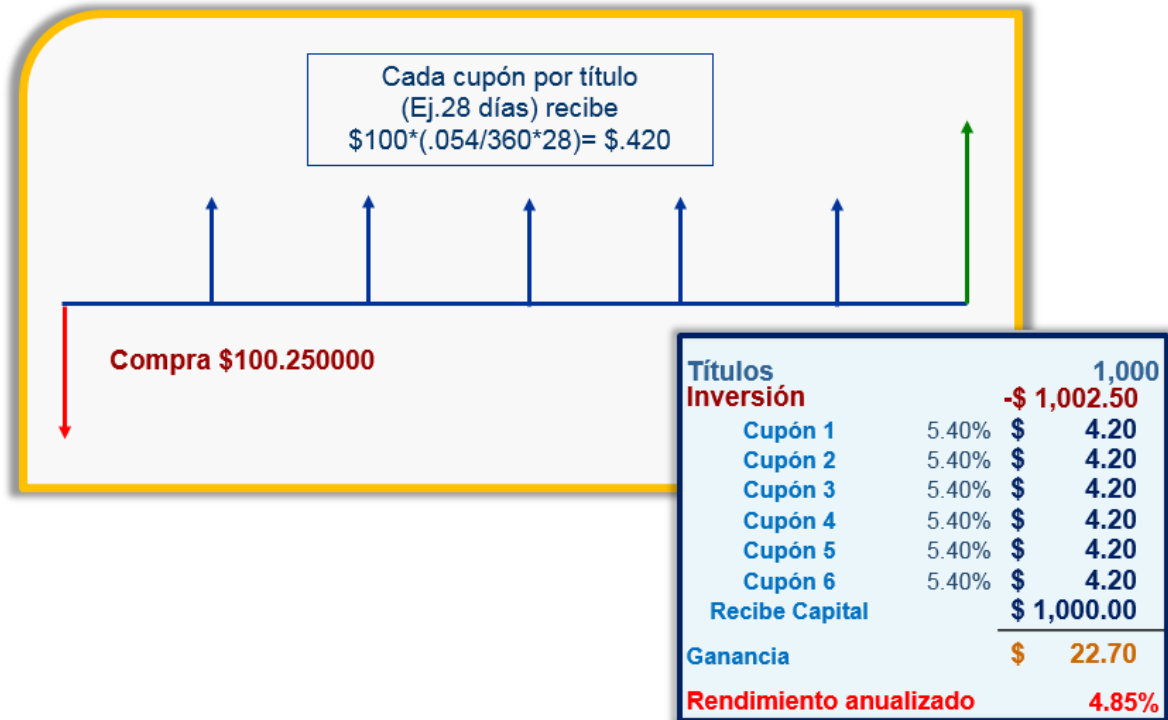 Cada cupón por título
(Ej.28 días) recibe
$100*(.054/360*28)= $.420
Compra $100.250000
Títulos 1,000
Inversión -$ 1,002.50
Cupón 1 5.40% $ 4.20
Cupón 2 5.40% $ 4.20
Cupón 3 5.40% $ 4.20
Cupón 4 5.40% $ 4.20
Cupón 5 5.40% $ 4.20
Cupón 6 5.40% $ 4.20
Recibe Capital $ 1,000.00
Ganancia $ 22.70
Rendimiento anualizado 4.85%